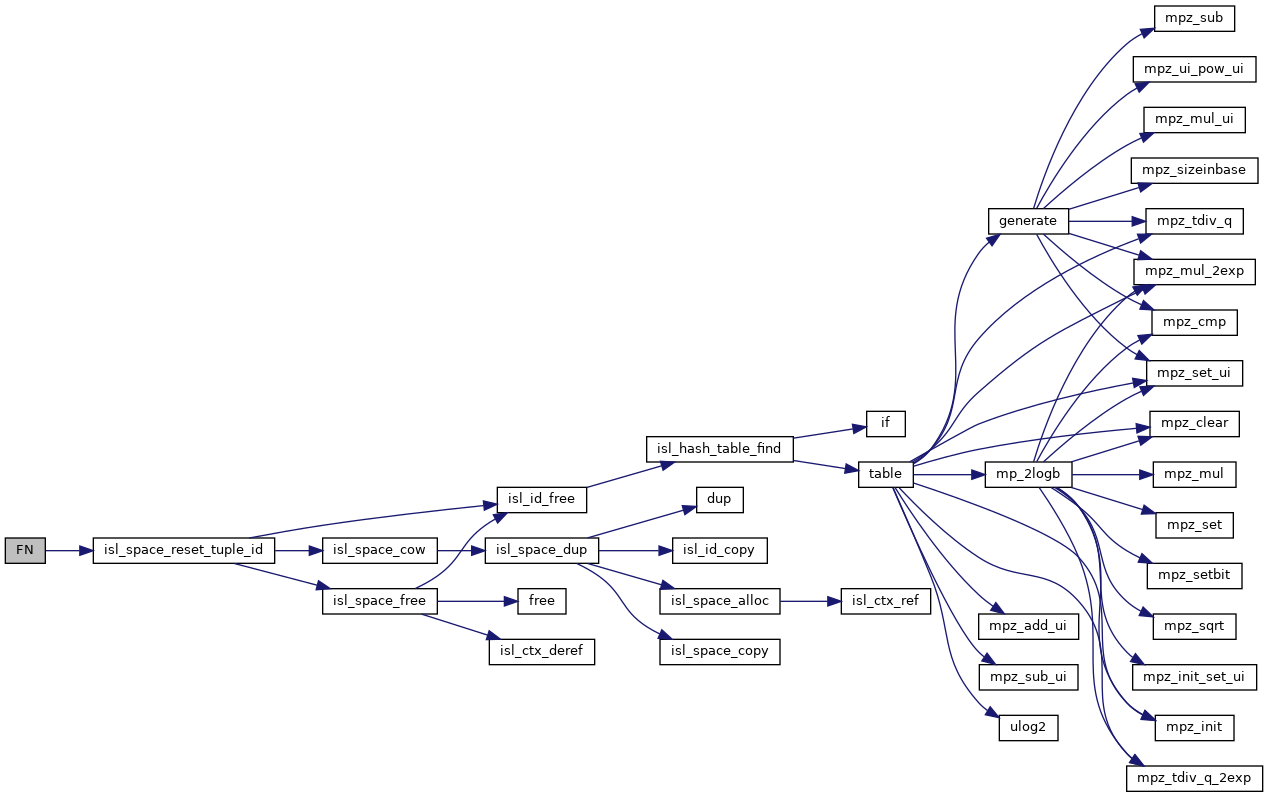 mpz_sub
mpz_ui_pow_ui
mpz_mul_ui
mpz_sizeinbase
generate
mpz_tdiv_q
mpz_mul_2exp
mpz_cmp
mpz_set_ui
if
mpz_clear
isl_hash_table_find
table
mp_2logb
mpz_mul
isl_id_free
dup
mpz_set
FN
isl_space_reset_tuple_id
isl_space_cow
isl_space_dup
isl_id_copy
mpz_setbit
isl_space_free
free
isl_space_alloc
isl_ctx_ref
mpz_add_ui
mpz_sqrt
isl_ctx_deref
isl_space_copy
mpz_sub_ui
mpz_init_set_ui
ulog2
mpz_init
mpz_tdiv_q_2exp